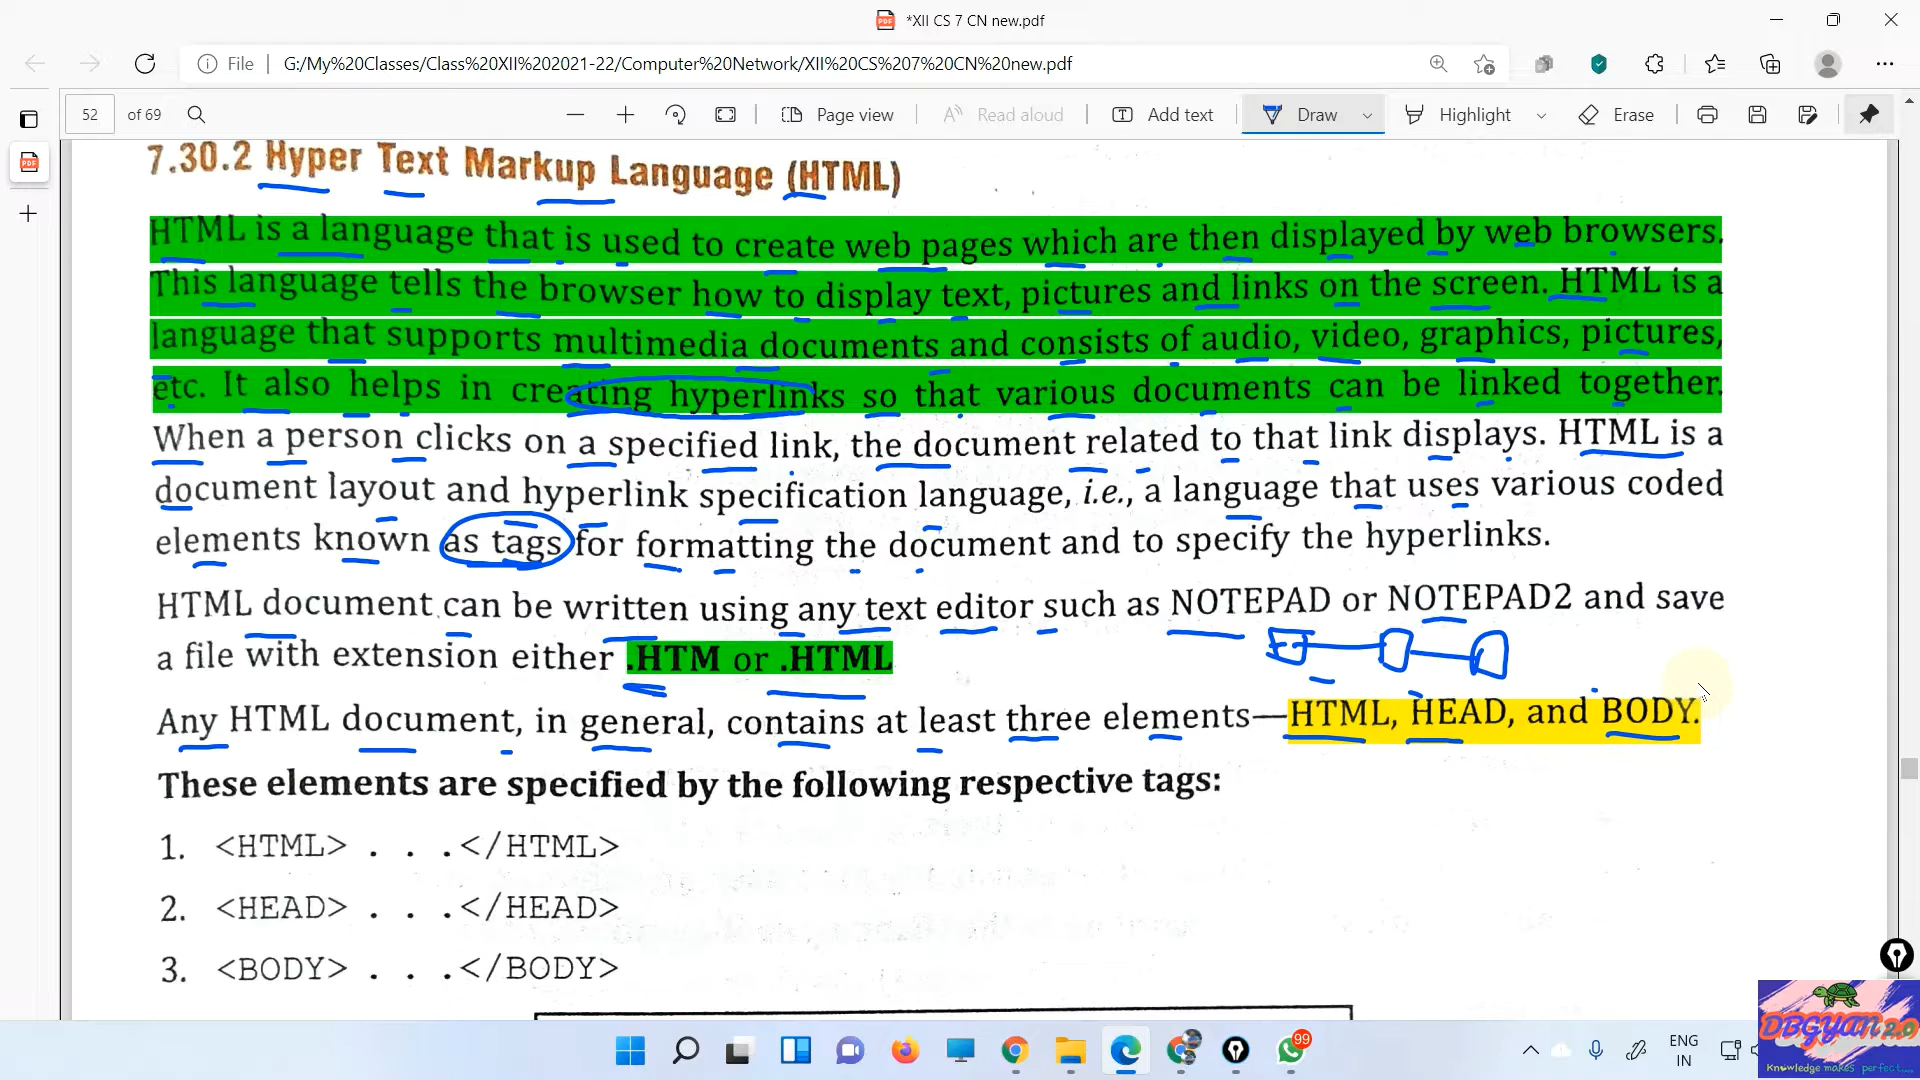 *XII CS 7 CN new.pdf
File
G:/My%20Classes/Class%20XII%202021-22/Computer%20Network/XII%20CS%207%20CN%20new.pdf
52 of 69
Page view
Read aloud
Add text
Draw
Highlight
Erase
7.30.2 Hyper Text Markup Language (HTML)
HTML is a language that is used to create web pages which are then displayed by web browsers.
This language tells the browser how to display text, pictures and links on the screen. HTML is a
language that supports multimedia documents and consists of audio, video, graphics, pictures,
etc. It also helps in creating hyperlinks so that various documents can be linked together.
When a person clicks on a specified link, the document related to that link displays. HTML is a
document layout and hyperlink specification language, i.e., a language that uses various coded
elements known as tags for formatting the document and to specify the hyperlinks.
HTML document can be written using any text editor such as NOTEPAD or NOTEPAD2 and save
a file with extension either .HTM or .HTML
Any HTML document, in general, contains at least three elements—HTML, HEAD, and BODY.
These elements are specified by the following respective tags:
1. <HTML> . . .</HTML>
2. <HEAD> . . .</HEAD>
3. <BODY> . . .</BODY>
DBGyan 2.0
Knowledge makes perfect...
99
ENG
IN